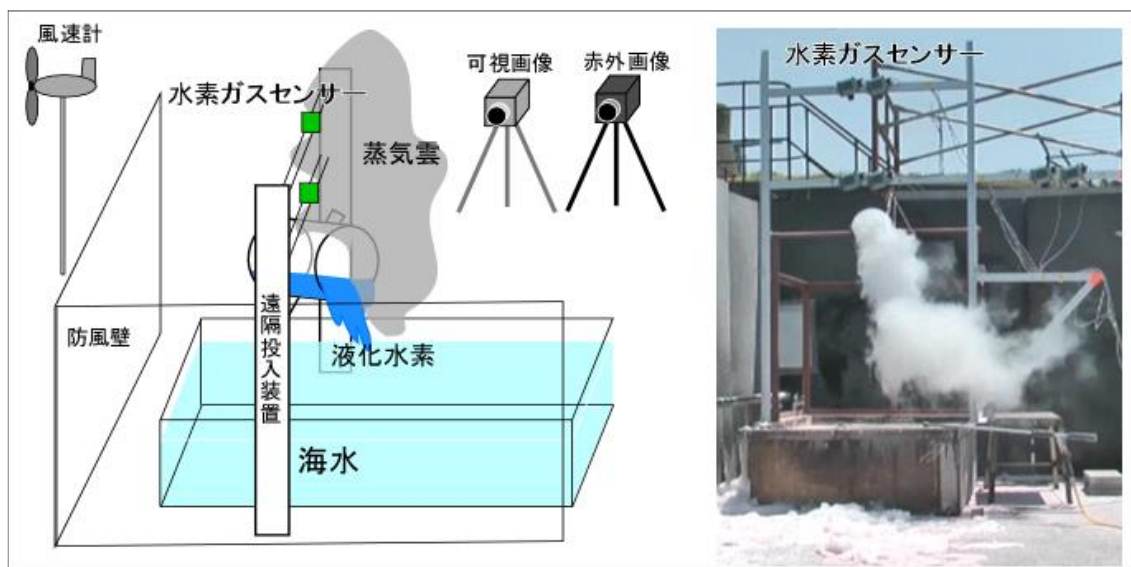 風速計
水素ガスセンサー
可視画像
赤外画像
水素ガスセンサー
蒸気雲
防風壁
遠隔投入装置
液化水素
海水